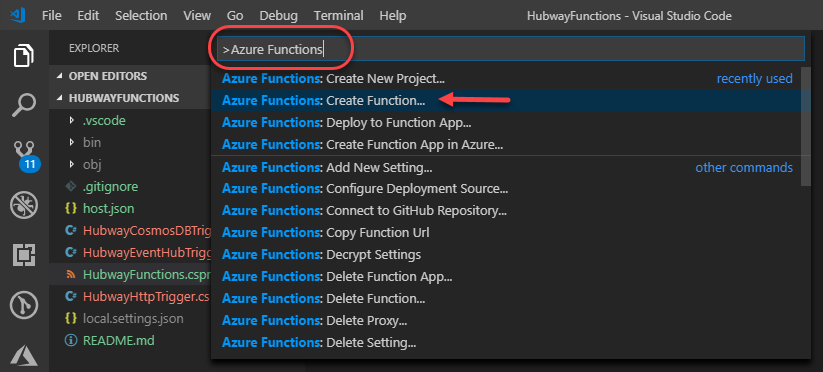 File Edit Selection View Go Debug Terminal Help HubwayFunctions - Visual Studio Code
EXPLORER
OPEN EDITORS
HUBWAYFUNCTIONS
.vscode
bin
obj
.gitignore
host.json
HubwayCosmosDBTrigg
HubwayEventHubTrigg
HubwayFunctions.cspr
HubwayHttpTrigger.cs
local.settings.json
README.md
11
>Azure Functions
Azure Functions: Create New Project... recently used
Azure Functions: Create Function...
Azure Functions: Deploy to Function App...
Azure Functions: Create Function App in Azure...
Azure Functions: Add New Setting... other commands
Azure Functions: Configure Deployment Source...
Azure Functions: Connect to GitHub Repository...
Azure Functions: Copy Function Url
Azure Functions: Decrypt Settings
Azure Functions: Delete Function App...
Azure Functions: Delete Function...
Azure Functions: Delete Proxy...
Azure Functions: Delete Setting...